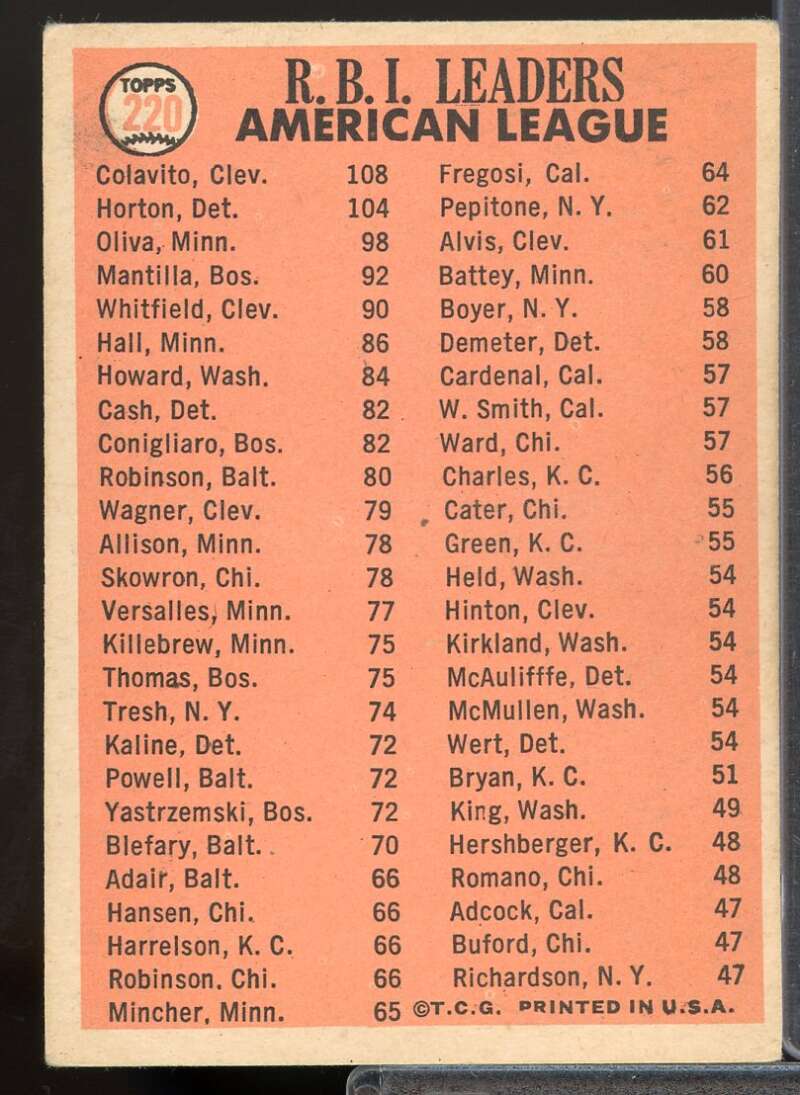 TOPPS
220
R. B. I. LEADERS
AMERICAN LEAGUE
Colavito, Clev. 108
Horton, Det. 104
Oliva, Minn. 98
Mantilla, Bos. 92
Whitfield, Clev. 90
Hall, Minn. 86
Howard, Wash. 84
Cash, Det. 82
Conigliaro, Bos. 82
Robinson, Balt. 80
Wagner, Clev. 79
Allison, Minn. 78
Skowron, Chi. 78
Versalles, Minn. 77
Killebrew, Minn. 75
Thomas, Bos. 75
Tresh, N. Y. 74
Kaline, Det. 72
Powell, Balt. 72
Yastrzemski, Bos. 72
Blefary, Balt. 70
Adair, Balt. 66
Hansen, Chi. 66
Harrelson, K. C. 66
Robinson, Chi. 66
Mincher, Minn. 65
Fregosi, Cal. 64
Pepitone, N. Y. 62
Alvis, Clev. 61
Battey, Minn. 60
Boyer, N. Y. 58
Demeter, Det. 58
Cardenal, Cal. 57
W. Smith, Cal. 57
Ward, Chi. 57
Charles, K. C. 56
Cater, Chi. 55
Green, K. C. 55
Held, Wash. 54
Hinton, Clev. 54
Kirkland, Wash. 54
McAulifffe, Det. 54
McMullen, Wash. 54
Wert, Det. 54
Bryan, K. C. 51
King, Wash. 49
Hershberger, K. C. 48
Romano, Chi. 48
Adcock, Cal. 47
Buford, Chi. 47
Richardson, N. Y. 47
©T.C.G. PRINTED IN U.S.A.